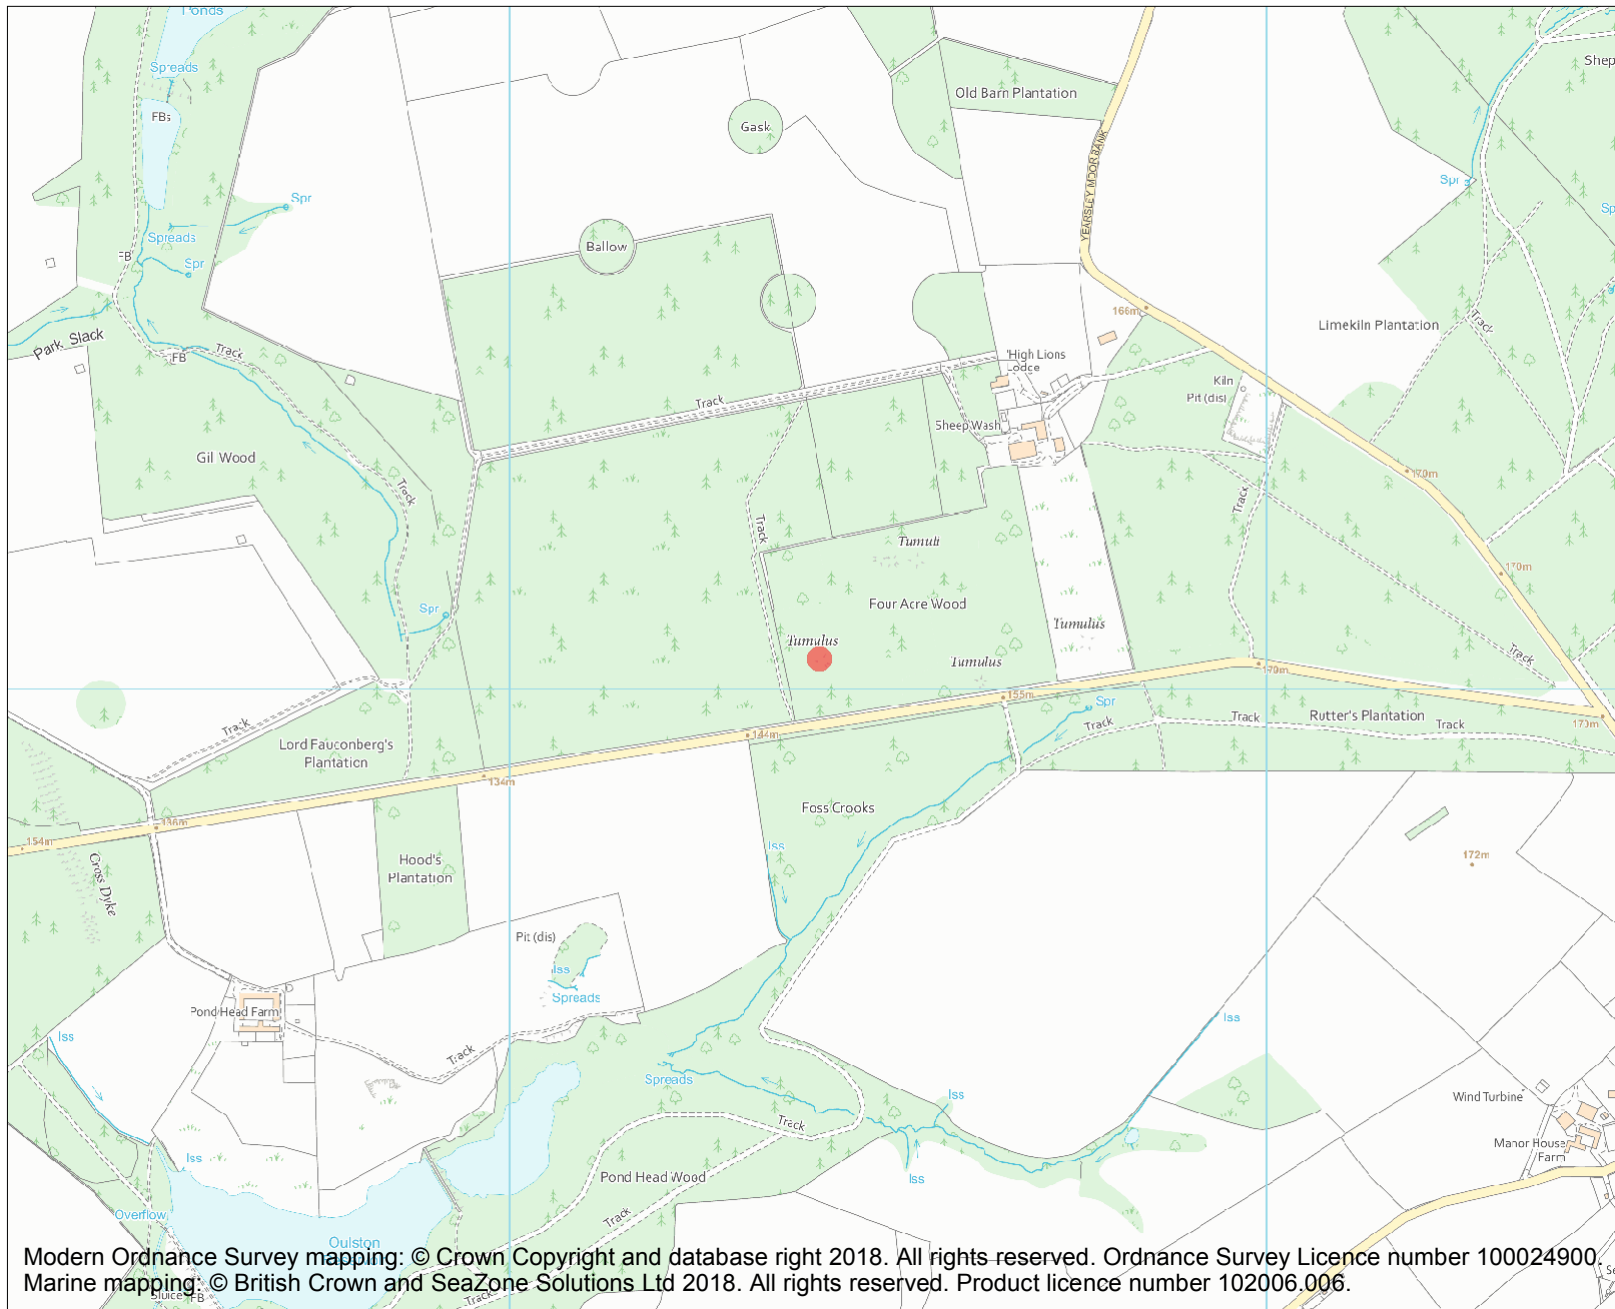 Ponds
Spreads
FBs
Gask
Old Barn Plantation
YEARSLEY MOOR BANK
Spr
Spr
Spreads
Ballow
FB
Spr
166m
Limekiln Plantation
Track
Park Slack
FB
Track
High Lions
Lodge
Kiln
Pit (dis)
Track
Sheep Wash
Gil Wood
170m
Track
Track
Track
Tumuli
170m
Four Acre Wood
Spr
Tumulus
Tumulus
Tumulus
Track
170m
155m
Spr
Track
Track
Rutter's Plantation
Track
170m
Track
144m
Lord Fauconberg's
Plantation
134m
Foss Crooks
136m
154m
Iss
172m
Cross Dyke
Hood's
Plantation
Pit (dis)
Iss
Spreads
Pond Head Farm
Iss
Iss
Track
Spreads
Iss
Wind Turbine
Track
Manor House
Farm
Iss
Pond Head Wood
Iss
Overflow
Track
Oulston
Modern Ordnance Survey mapping: © Crown Copyright and database right 2018. All rights reserved. Ordnance Survey Licence number 100024900.
Marine mapping: © British Crown and SeaZone Solutions Ltd 2018. All rights reserved. Product licence number 102006.006.
Sluice
FB
Track